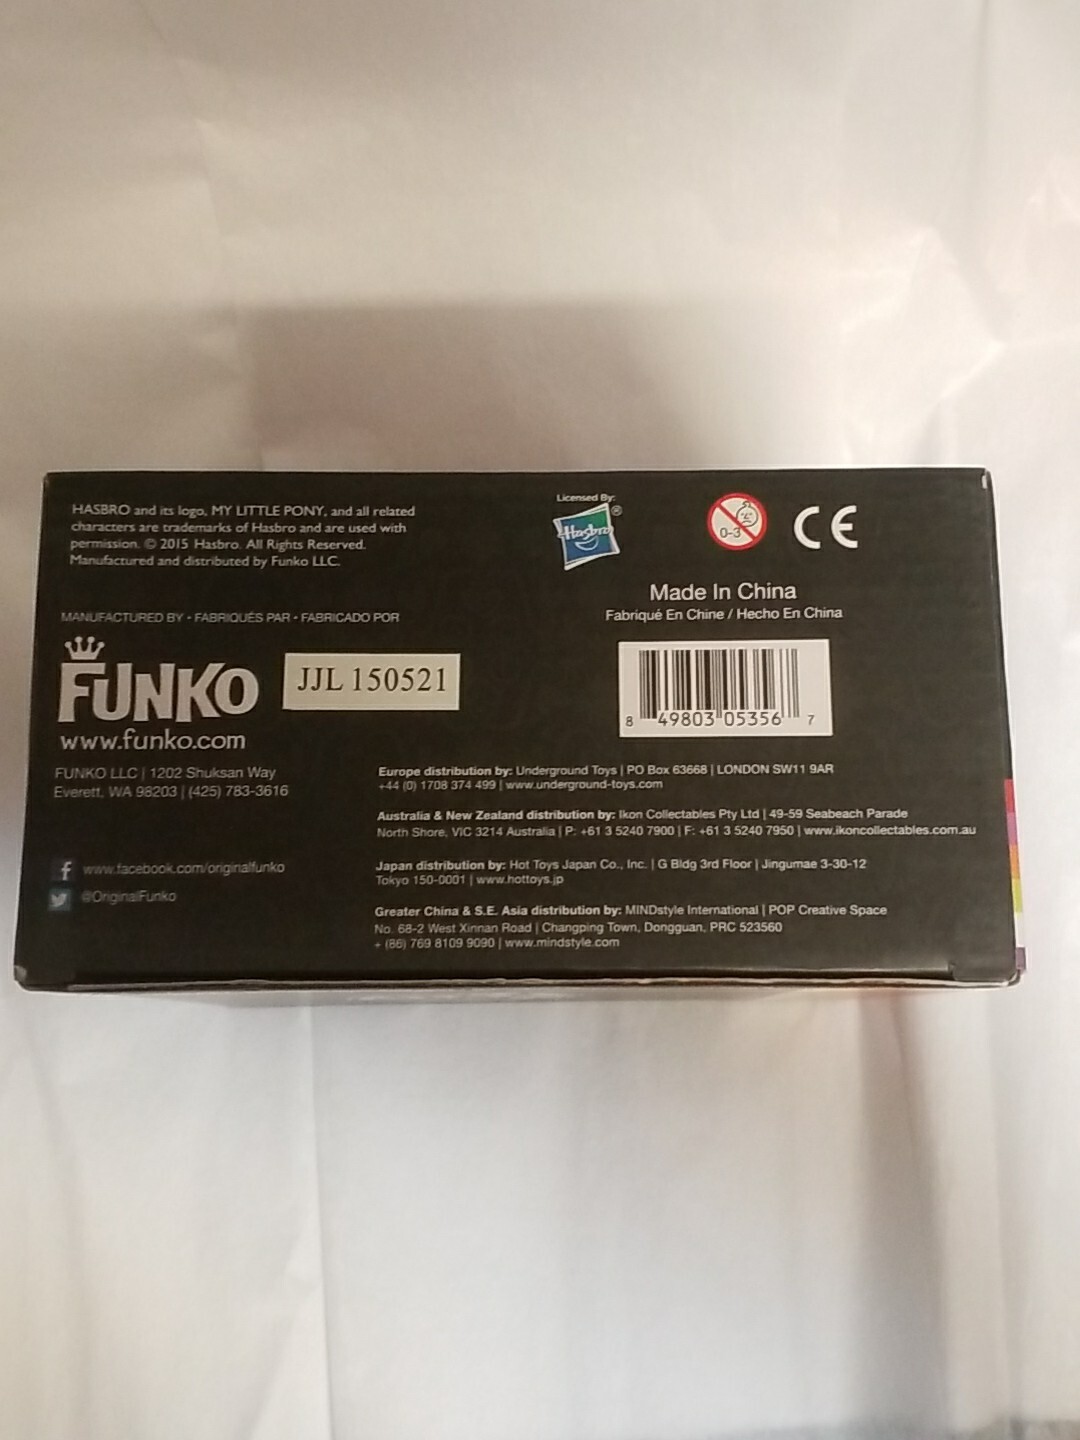 HASBRO and its logo, MY LITTLE PONY, and all related
characters are trademarks of Hasbro and are used with
permission. © 2015 Hasbro. All Rights Reserved.
Manufactured and distributed by Funko LLC.
Licensed By:
Hasbro®
0-3
CE
Made In China
Fabriqué En Chine / Hecho En China
MANUFACTURED BY • FABRIQUÉS PAR • FABRICADO POR
FUNKO
JJL 150521
8 49803 05356 7
www.funko.com
FUNKO LLC | 1202 Shuksan Way
Everett, WA 98203 | (425) 783-3616
www.facebook.com/originalfunko
@OriginalFunko
Europe distribution by: Underground Toys | PO Box 63668 | LONDON SW11 9AR
+44 (0) 1708 374 499 | www.underground-toys.com
Australia & New Zealand distribution by: Ikon Collectables Pty Ltd | 49-59 Seabeach Parade
North Shore, VIC 3214 Australia | P: +61 3 5240 7900 | F: +61 3 5240 7950 | www.ikoncollectables.com.au
Japan distribution by: Hot Toys Japan Co., Inc. | G Bldg 3rd Floor | Jingumae 3-30-12
Tokyo 150-0001 | www.hottoys.jp
Greater China & S.E. Asia distribution by: MINDstyle International | POP Creative Space
No. 68-2 West Xinnan Road | Changping Town, Dongguan, PRC 523560
+ (86) 769 8109 9090 | www.mindstyle.com